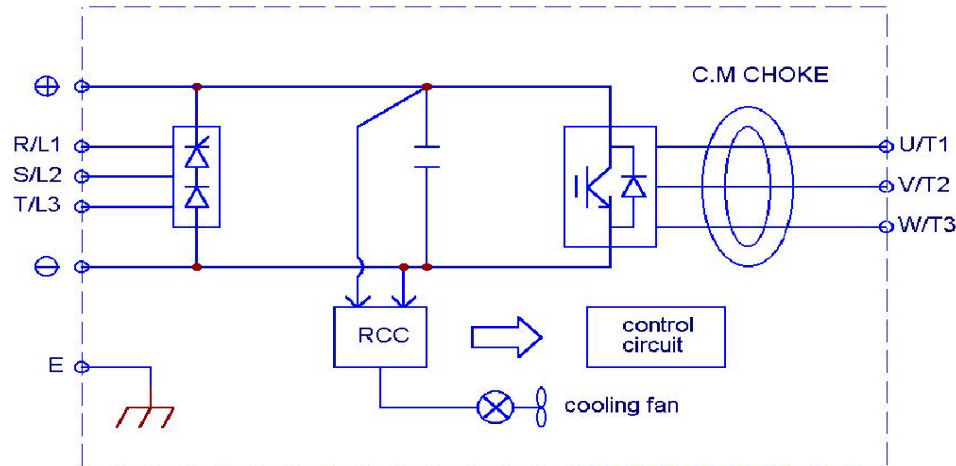 C.M CHOKE
⊕
R/L1
S/L2
T/L3
⊖
U/T1
V/T2
W/T3
RCC
control
circuit
E
cooling fan